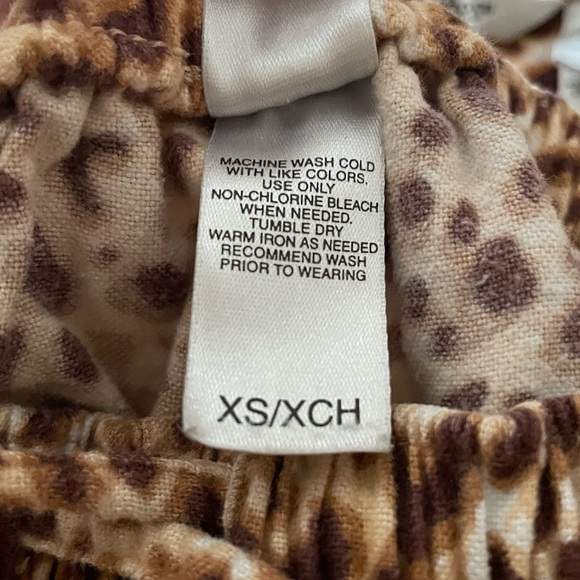 MACHINE WASH COLD
WITH LIKE COLORS.
USE ONLY
NON-CHLORINE BLEACH
WHEN NEEDED.
TUMBLE DRY
WARM IRON AS NEEDED
RECOMMEND WASH
PRIOR TO WEARING
XS/XCH